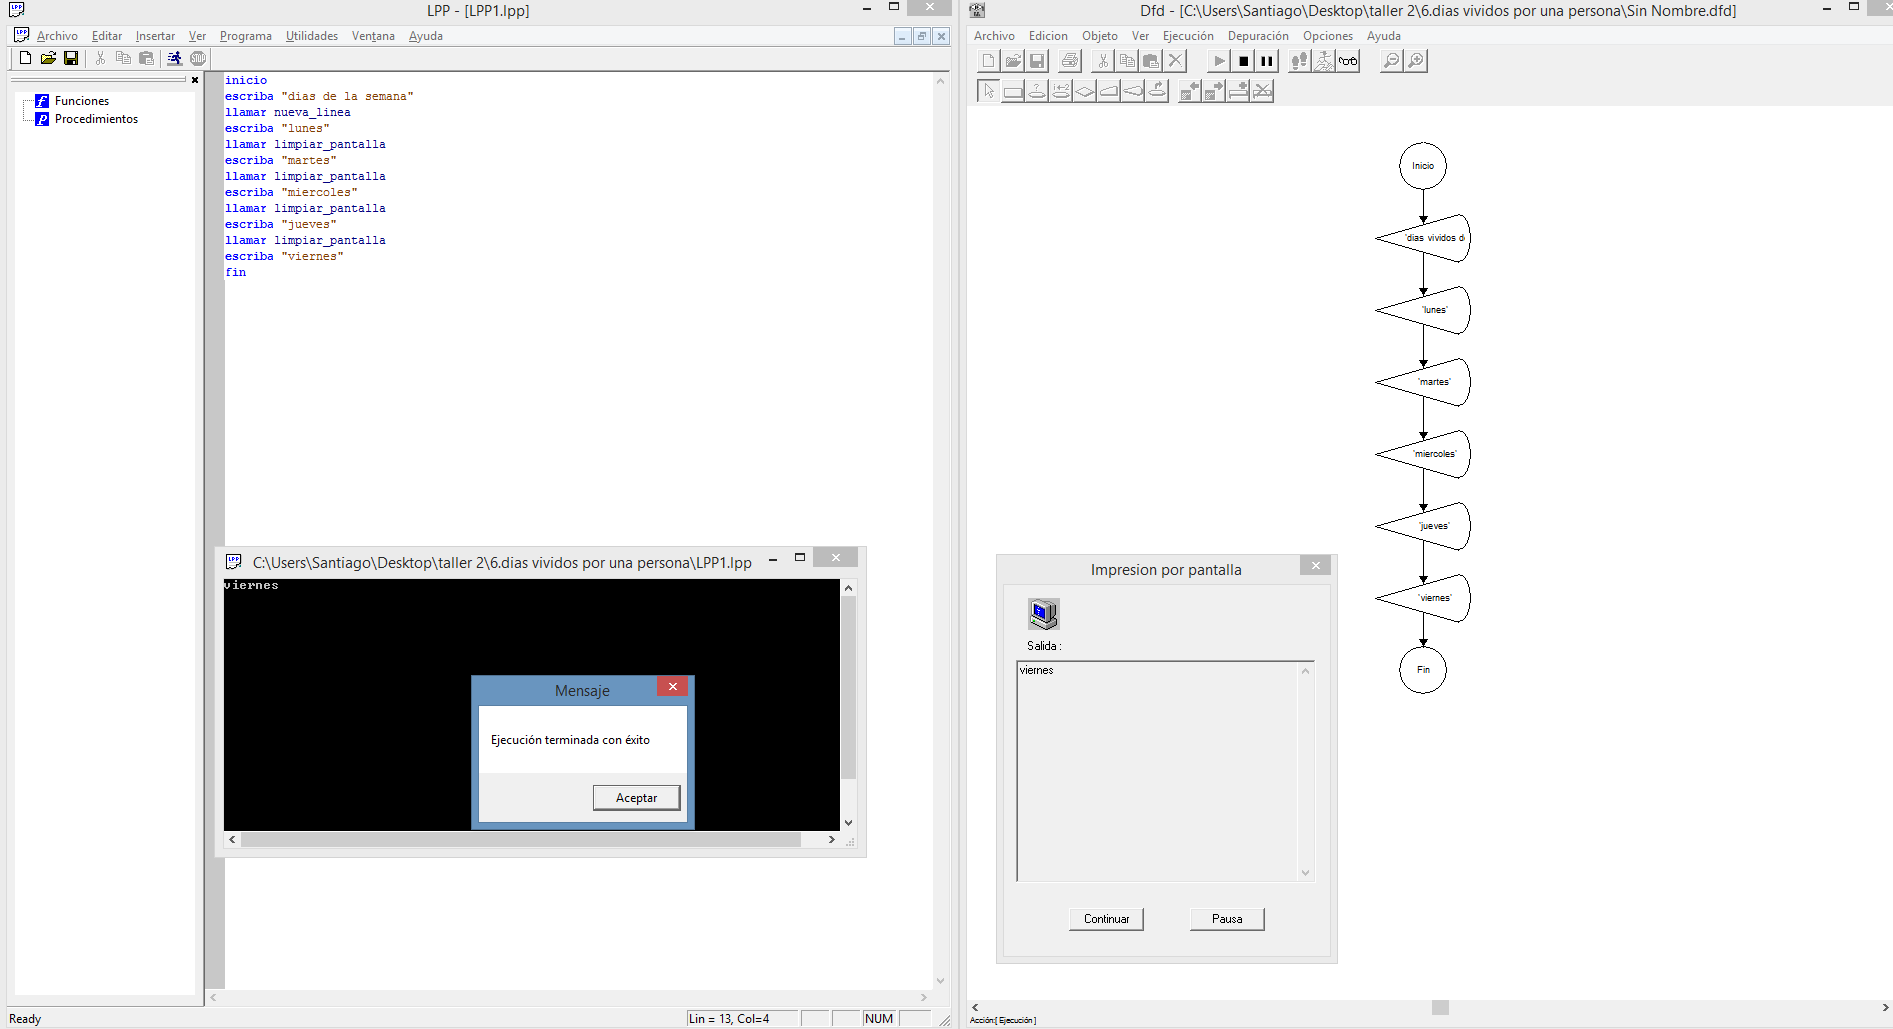 LPP - [LPP1.lpp]
Archivo Editar Insertar Ver Programa Utilidades Ventana Ayuda
Funciones
Procedimientos
inicio
escriba "dias de la semana"
llamar nueva_linea
escriba "lunes"
llamar limpiar_pantalla
escriba "martes"
llamar limpiar_pantalla
escriba "miercoles"
llamar limpiar_pantalla
escriba "jueves"
llamar limpiar_pantalla
escriba "viernes"
fin
C:\Users\Santiago\Desktop\taller 2\6.dias vividos por una persona\LPP1.lpp
viernes
Mensaje
Ejecución terminada con éxito
Aceptar
Ready
Lin = 13, Col=4
NUM
Dfd - [C:\Users\Santiago\Desktop\taller 2\6.dias vividos por una persona\Sin Nombre.dfd]
Archivo Edicion Objeto Ver Ejecución Depuración Opciones Ayuda
Inicio
'dias vividos d
'lunes'
'martes'
'miercoles'
'jueves'
'viernes'
Fin
Impresion por pantalla
Salida :
viernes
Continuar
Pausa
Acción:[ Ejecución ]